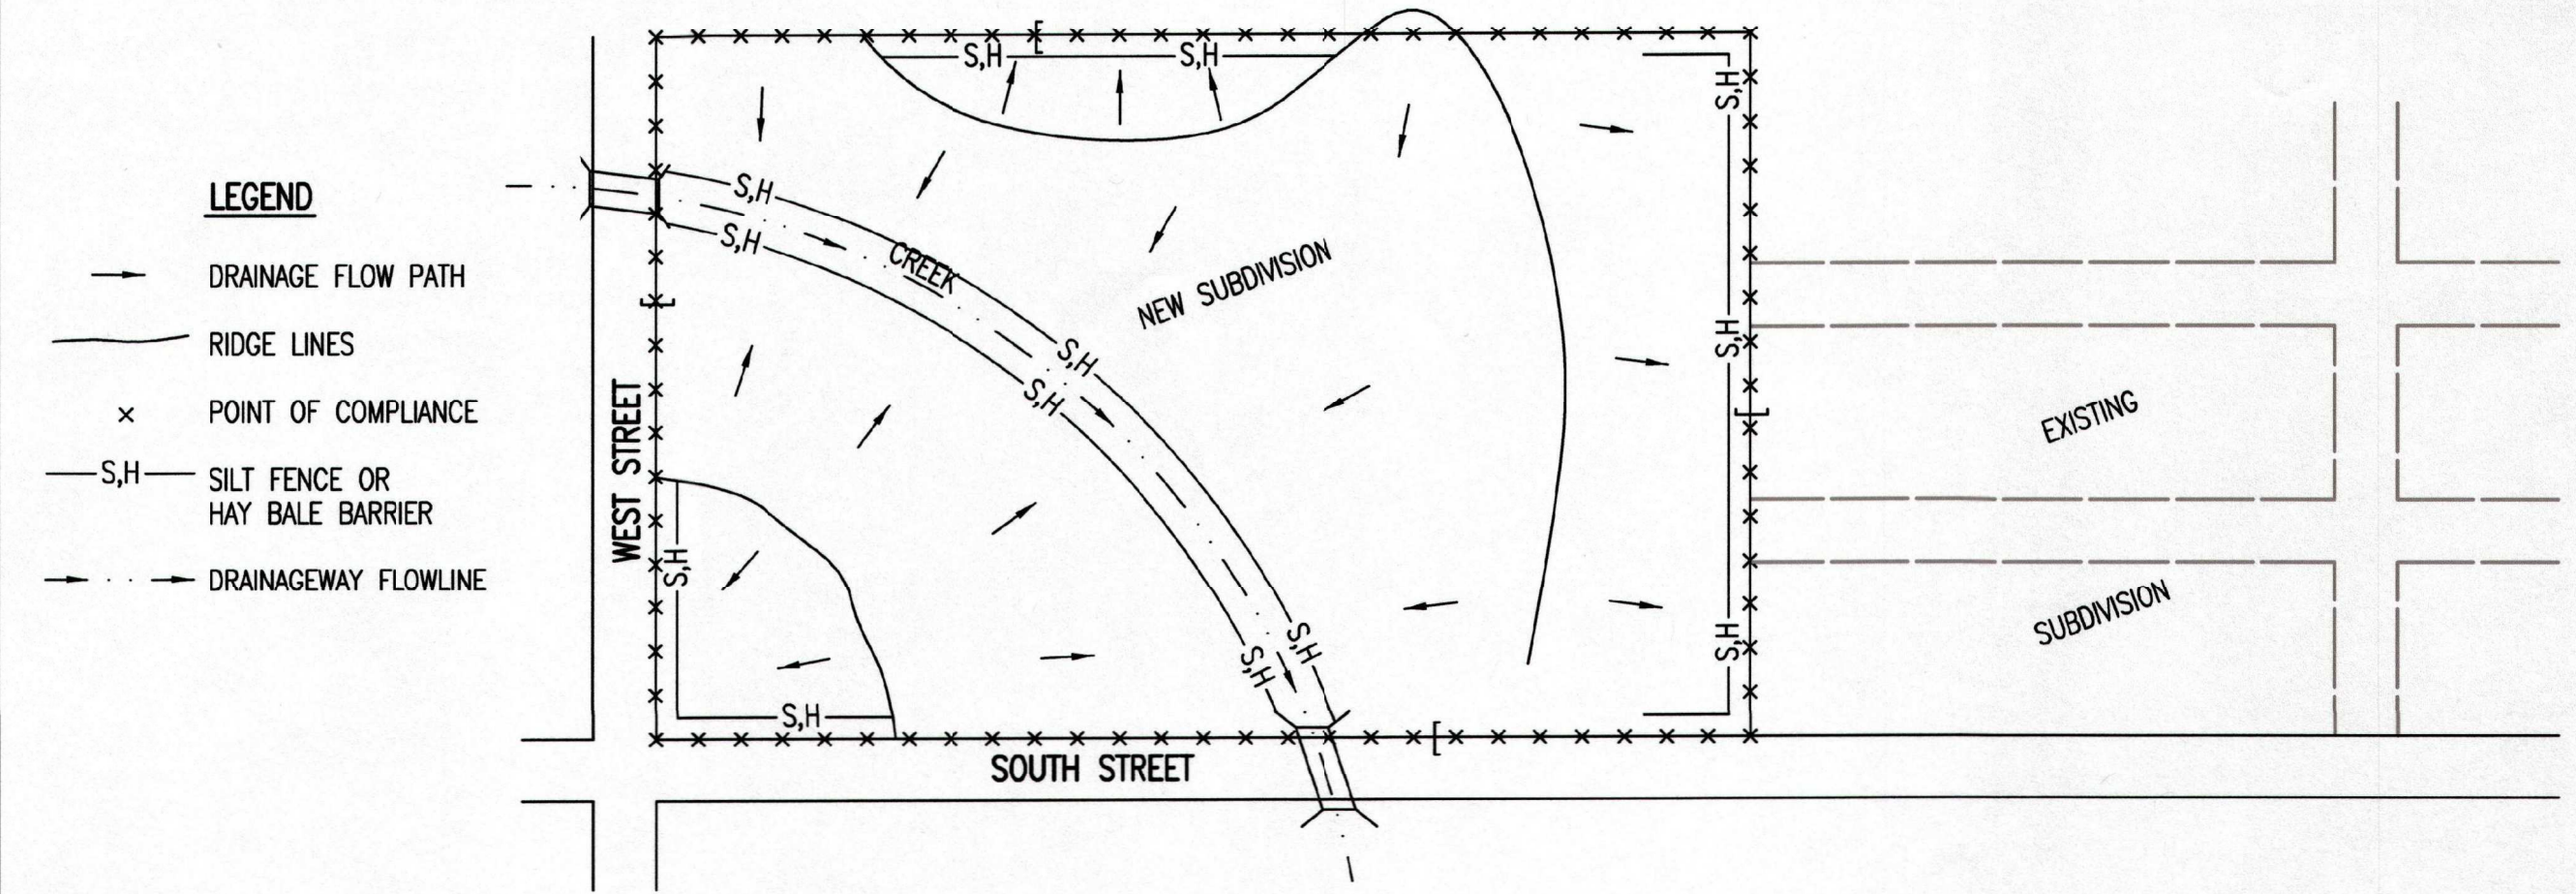 LEGEND
DRAINAGE FLOW PATH
RIDGE LINES
× POINT OF COMPLIANCE
S,H SILT FENCE OR
HAY BALE BARRIER
DRAINAGEWAY FLOWLINE
S,H
S,H
S,H
S,H
S,H
CREEK
NEW SUBDIVISION
S,H
S,H
S,H
WEST STREET
S,H
S,H
S,H
S,H
S,H
S,H
SOUTH STREET
EXISTING
SUBDIVISION